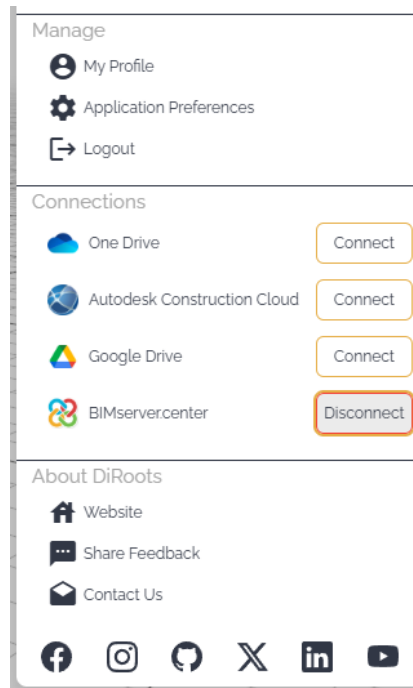 Manage
My Profile
Application Preferences
Logout
Connections
One Drive Connect
Autodesk Construction Cloud Connect
Google Drive Connect
BIMserver.center Disconnect
About DiRoots
Website
Share Feedback
Contact Us